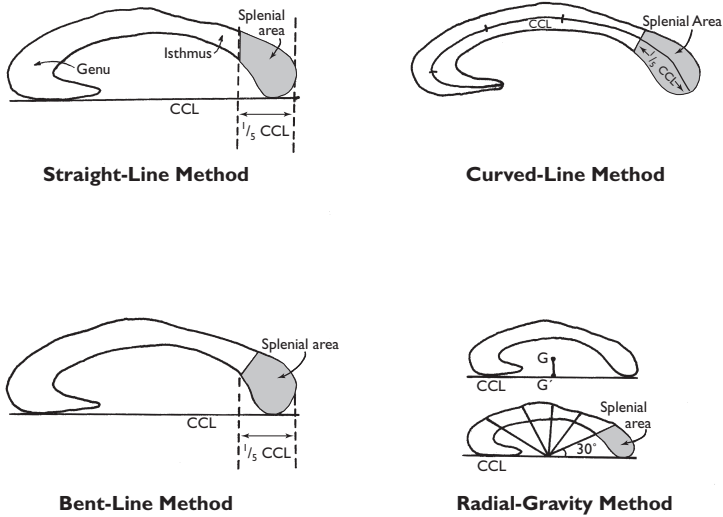 Splenial
area
Isthmus
Genu
CCL
1/5 CCL
Straight-Line Method
Splenial Area
CCL
1/5 CCL
Curved-Line Method
Splenial area
CCL
1/5 CCL
Bent-Line Method
G
CCL
G´
Splenial
area
30°
CCL
Radial-Gravity Method